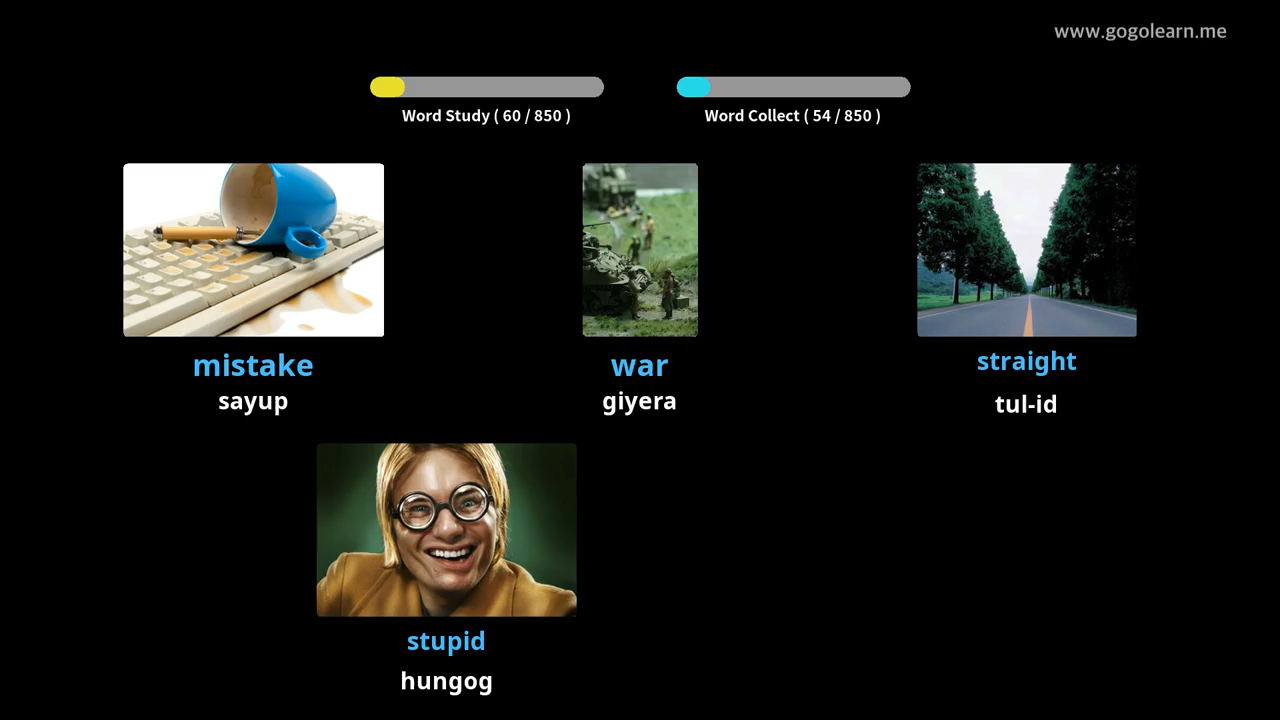 www.gogolearn.me
Word Study ( 60 / 850 )
Word Collect ( 54 / 850 )
mistake
sayup
war
giyera
straight
tul-id
stupid
hungog